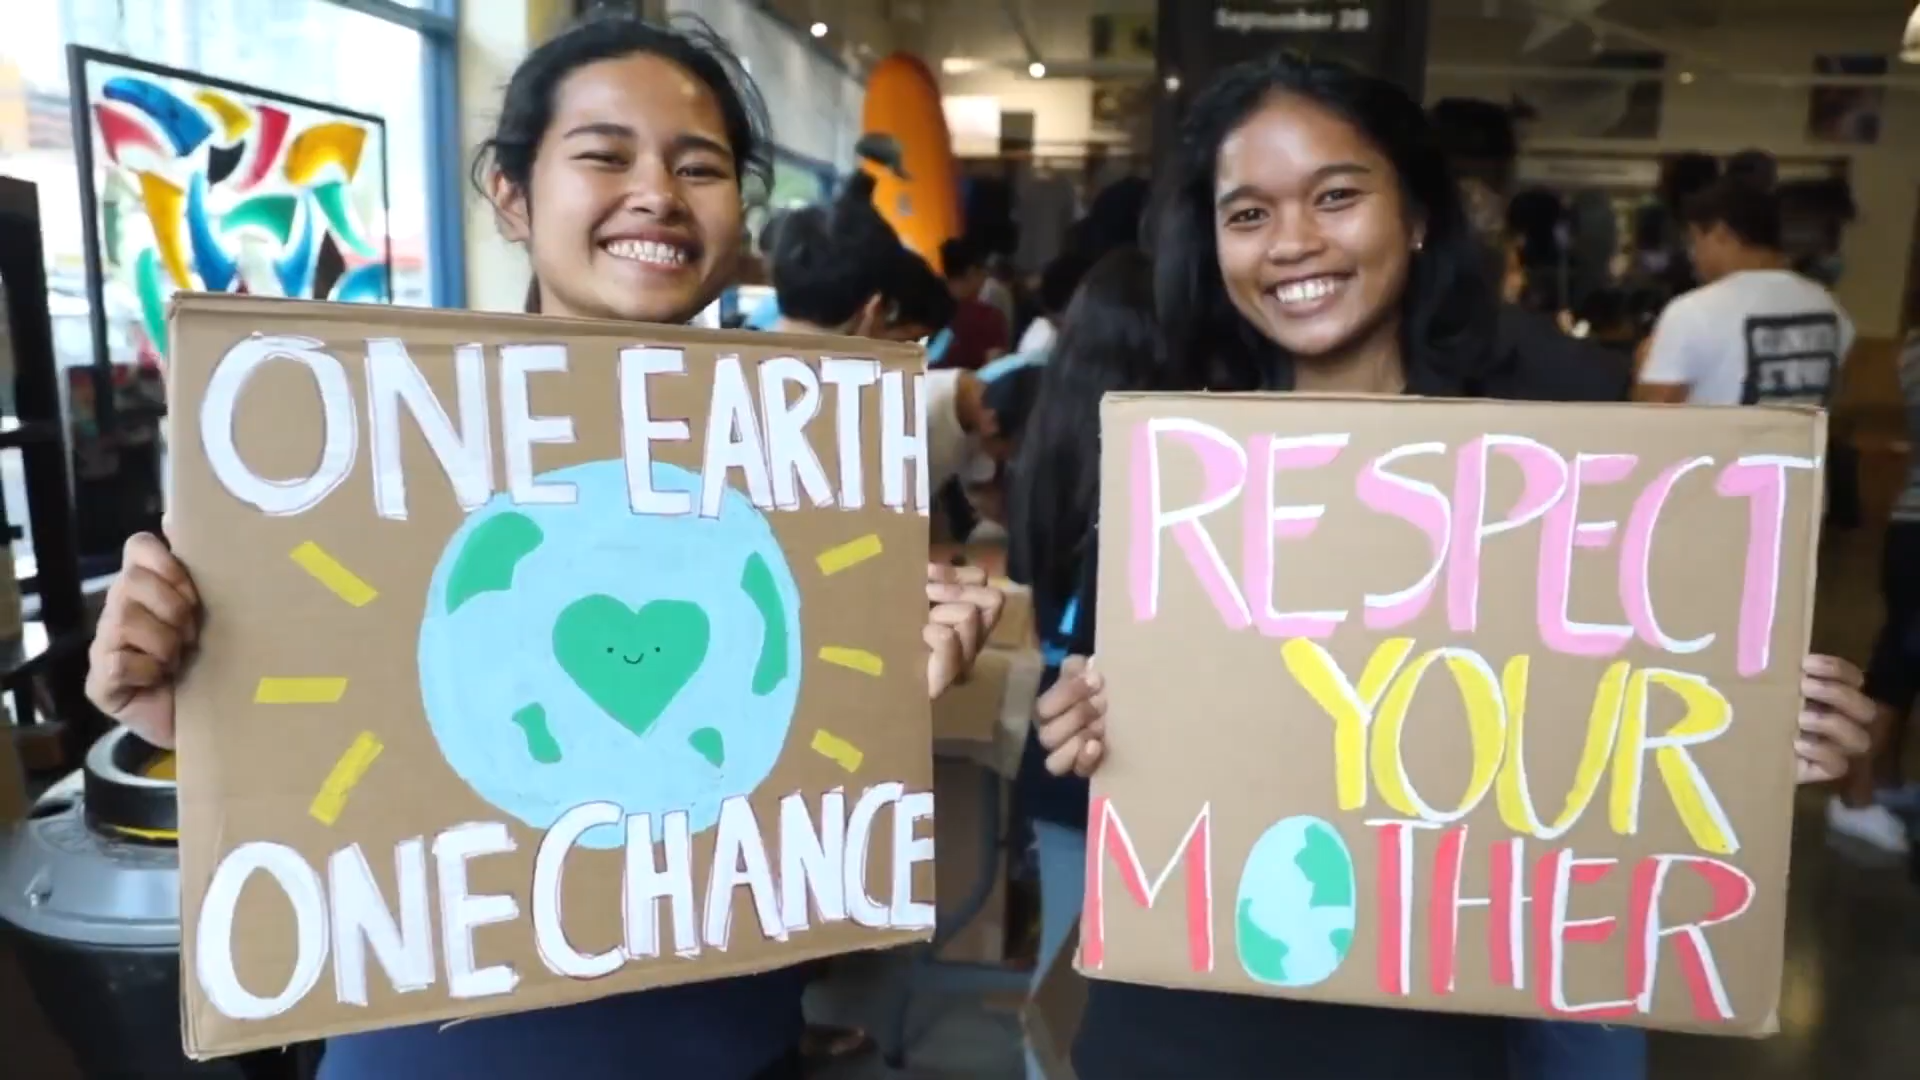 September 20
ONE EARTH
ONE CHANCE
RESPECT
YOUR
MOTHER